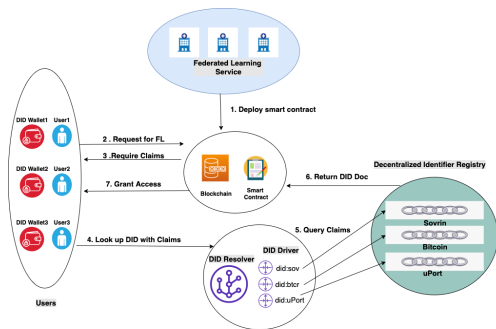 Federated Learning
Service
1. Deploy smart contract
DID Wallet1 User1
2 . Request for FL
3 .Require Claims
DID Wallet2 User2
7. Grant Access
Blockchain
Smart
Contract
6. Return DID Doc
Decentralized Identifier Registry
DID Wallet3 User3
4. Look up DID with Claims
5. Query Claims
Sovrin
Bitcoin
uPort
DID Resolver
DID Driver
did:sov
did:btcr
did:uPort
Users